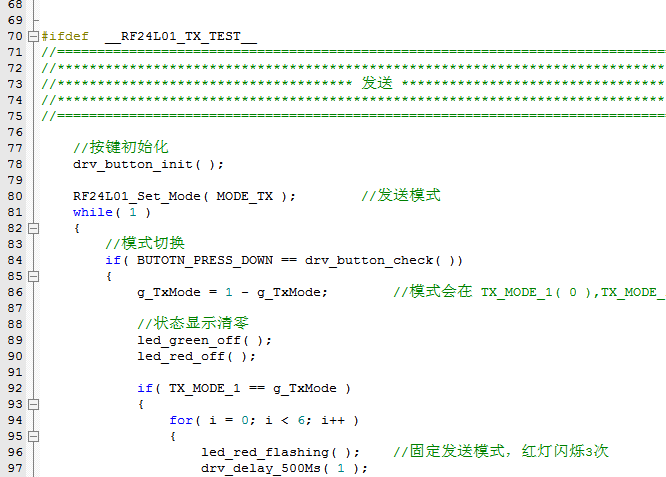 68
69
70 #ifdef  __RF24L01_TX_TEST__
71 //==============================================================================
72 //******************************************************************************
73 //************************************* 发送 *********************************
74 //******************************************************************************
75 //==============================================================================
76
77     //按键初始化
78     drv_button_init( );
79
80     RF24L01_Set_Mode( MODE_TX );        //发送模式
81     while( 1 )
82     {
83         //模式切换
84         if( BUTOTN_PRESS_DOWN == drv_button_check( ))
85         {
86             g_TxMode = 1 - g_TxMode;        //模式会在 TX_MODE_1( 0 ),TX_MODE_
87
88             //状态显示清零
89             led_green_off( );
90             led_red_off( );
91
92             if( TX_MODE_1 == g_TxMode )
93             {
94                 for( i = 0; i < 6; i++ )
95                 {
96                     led_red_flashing( );    //固定发送模式，红灯闪烁3次
97                     drv_delay_500Ms( 1 );